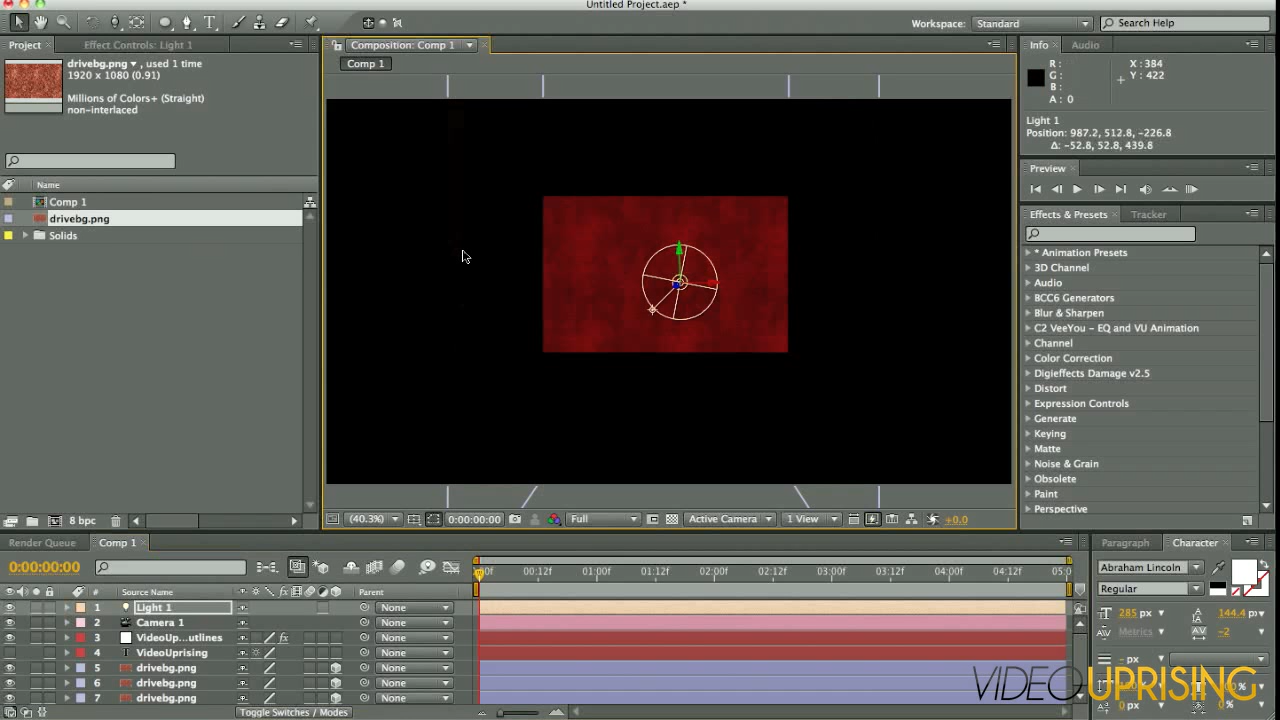 Untitled Project.aep *
Workspace: Standard
Search Help
Project
Effect Controls: Light 1
Composition: Comp 1
Info
Audio
drivebg.png , used 1 time
1920 x 1080 (0.91)
Millions of Colors+ (Straight)
non-interlaced
Comp 1
R :
G :
B :
A : 0
X : 384
Y : 422
Light 1
Position: 987.2, 512.8, -226.8
Δ: -52.8, 52.8, 439.8
Preview
Name
Comp 1
drivebg.png
Solids
Effects & Presets
Tracker
* Animation Presets
3D Channel
Audio
BCC6 Generators
Blur & Sharpen
C2 VeeYou - EQ and VU Animation
Channel
Color Correction
Digieffects Damage v2.5
Distort
Expression Controls
Generate
Keying
Matte
Noise & Grain
Obsolete
Paint
Perspective
8 bpc
(40.3%)
0:00:00:00
Full
Active Camera
1 View
+0.0
Render Queue
Comp 1
Paragraph
Character
0:00:00:00
Abraham Lincoln
Regular
285 px
144.4 p
Metrics
-2
- px
0 px
# Source Name
Parent
:00f 00:12f 01:00f 01:12f 02:00f 02:12f 03:00f 03:12f 04:00f 04:12f 05:0
1 Light 1 None
2 Camera 1 None
3 VideoUp...utlines fx None
4 T VideoUprising None
5 drivebg.png None
6 drivebg.png None
7 drivebg.png None
Toggle Switches / Modes
VIDEOUPRISING